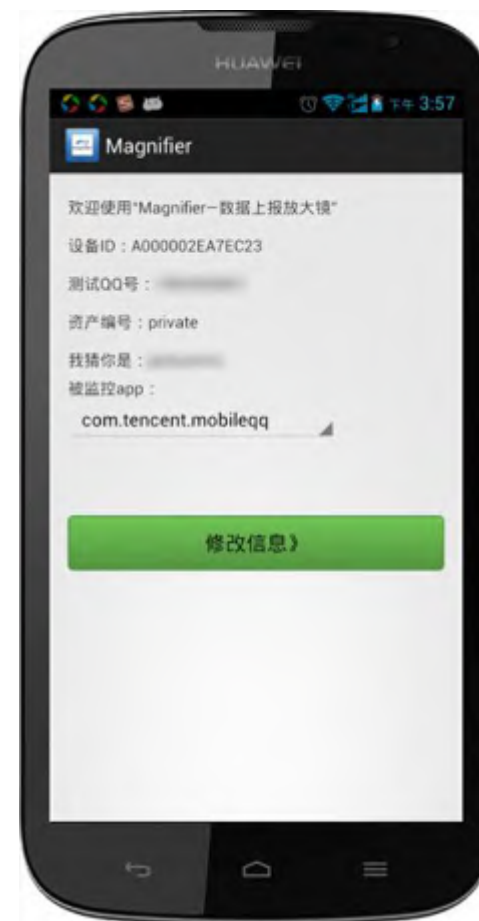 HUAWEI
下午 3:57
Magnifier
欢迎使用“Magnifier－数据上报放大镜”
设备ID：A000002EA7EC23
测试QQ号：
资产编号：private
我猜你是：
被监控app：
com.tencent.mobileqq
修改信息》